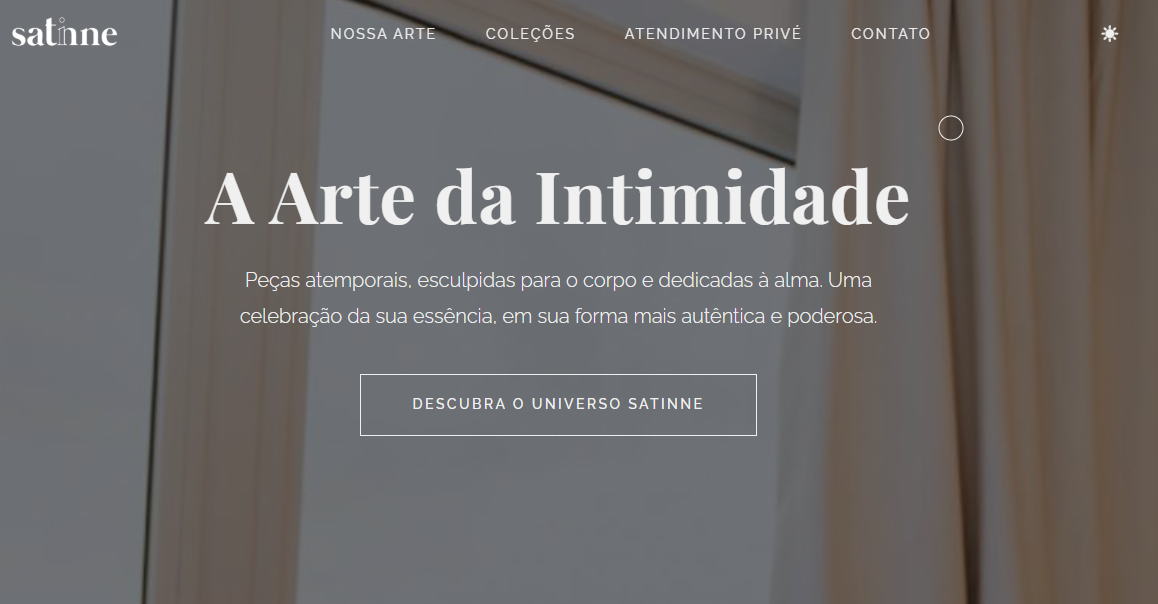 satinne
NOSSA ARTE COLEÇÕES ATENDIMENTO PRIVÉ CONTATO
A Arte da Intimidade
Peças atemporais, esculpidas para o corpo e dedicadas à alma. Uma
celebração da sua essência, em sua forma mais autêntica e poderosa.
DESCUBRA O UNIVERSO SATINNE